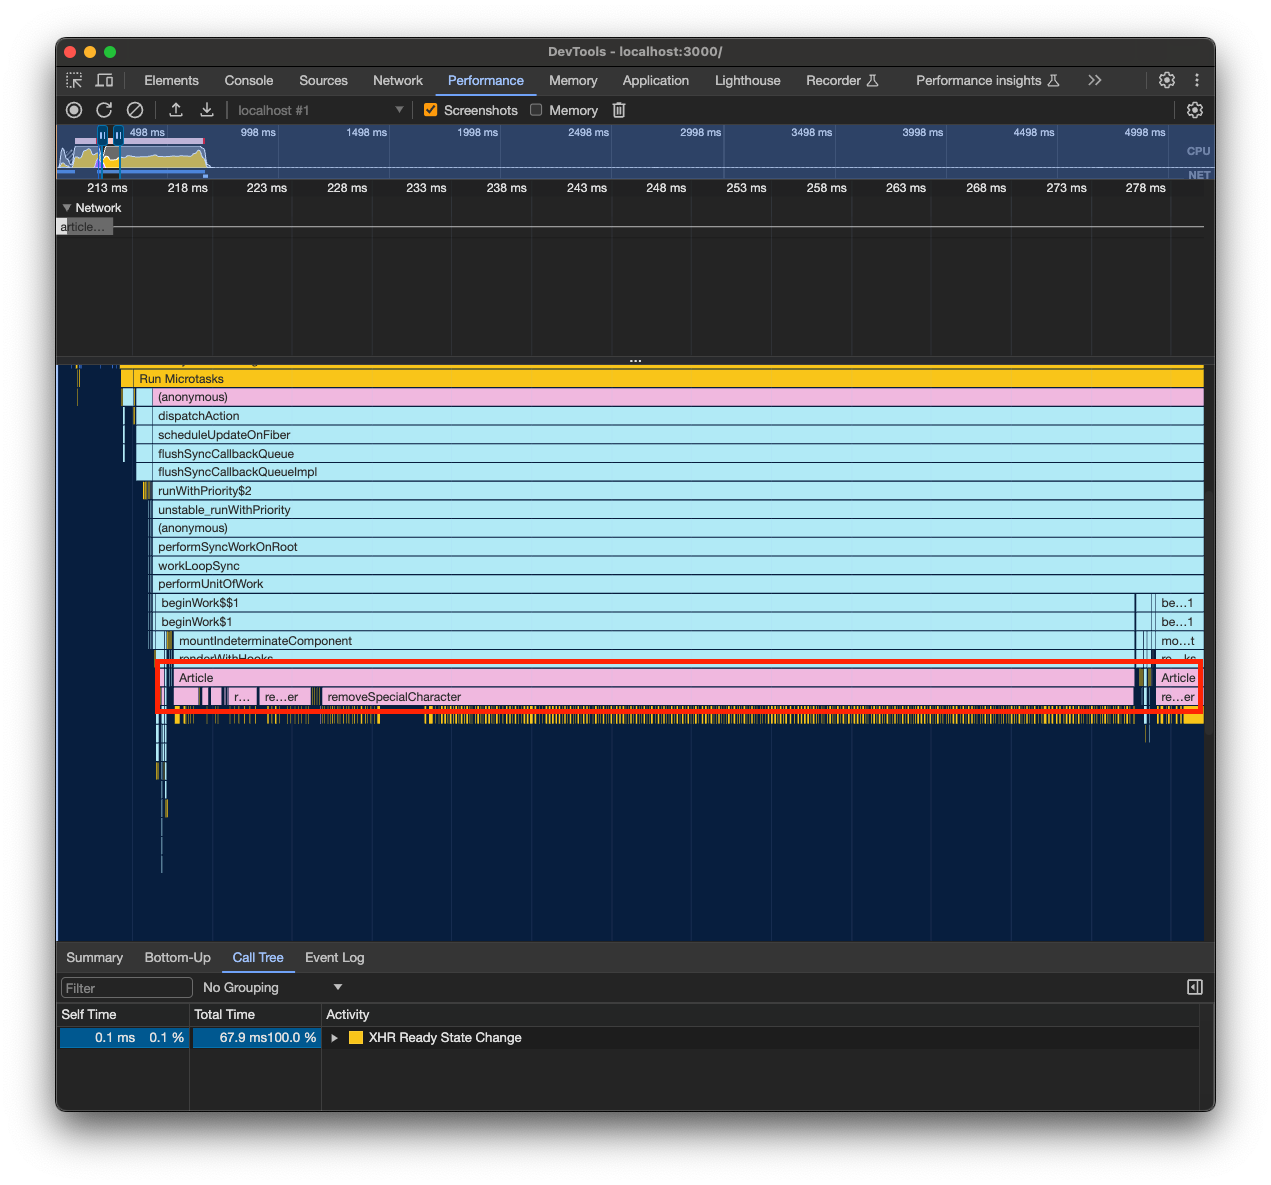 DevTools - localhost:3000/
Elements Console Sources Network Performance Memory Application Lighthouse Recorder Performance insights
localhost #1 Screenshots Memory
498 ms 998 ms 1498 ms 1998 ms 2498 ms 2998 ms 3498 ms 3998 ms 4498 ms 4998 ms
CPU
NET
213 ms 218 ms 223 ms 228 ms 233 ms 238 ms 243 ms 248 ms 253 ms 258 ms 263 ms 268 ms 273 ms 278 ms
Network
article…
Run Microtasks
(anonymous)
dispatchAction
scheduleUpdateOnFiber
flushSyncCallbackQueue
flushSyncCallbackQueueImpl
runWithPriority$2
unstable_runWithPriority
(anonymous)
performSyncWorkOnRoot
workLoopSync
performUnitOfWork
beginWork$$1 be…1
beginWork$1 be…1
mountIndeterminateComponent mo…t
renderWithHooks re…ks
Article Article
r… re…er removeSpecialCharacter re…er
Summary Bottom-Up Call Tree Event Log
Filter No Grouping
Self Time Total Time Activity
0.1 ms 0.1 % 67.9 ms100.0 % XHR Ready State Change